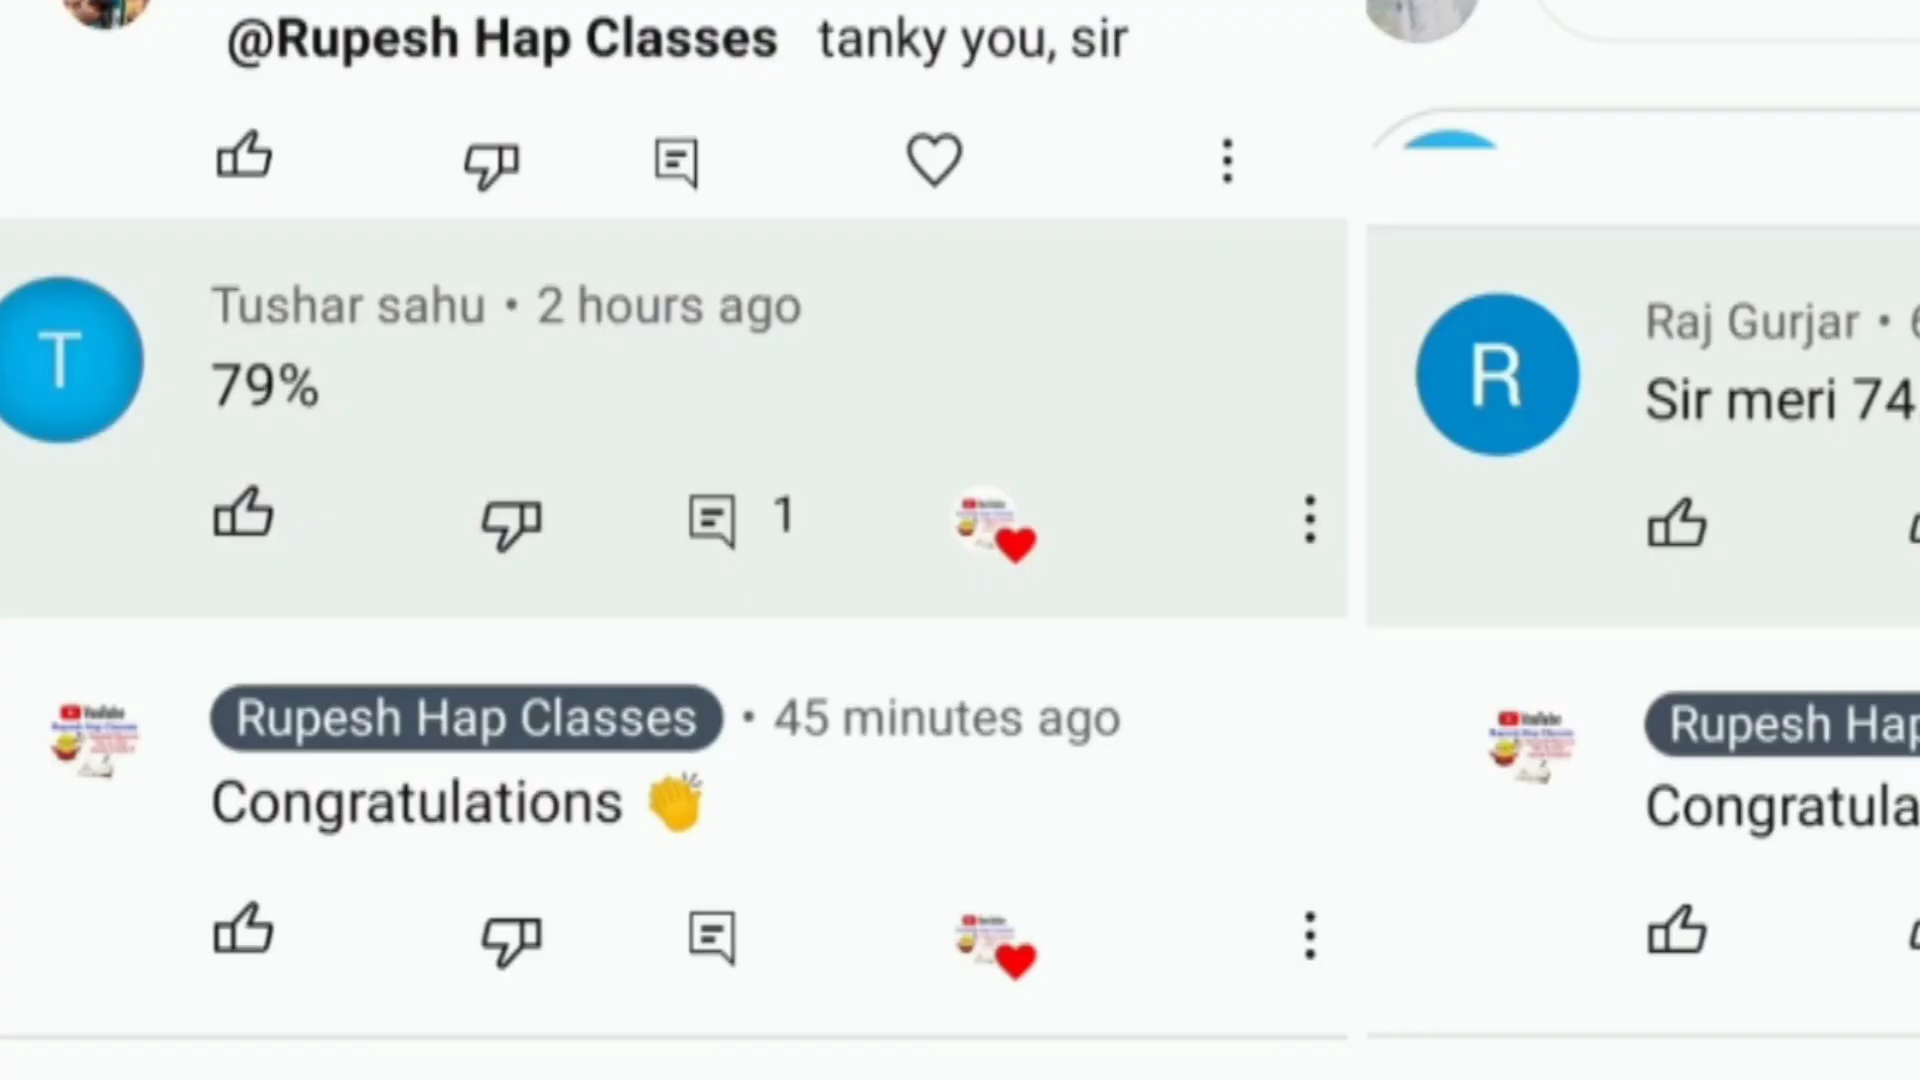 @Rupesh Hap Classes tanky you, sir
T
Tushar sahu • 2 hours ago
79%
1
Rupesh Hap Classes • 45 minutes ago
Congratulations 👏
R
Raj Gurjar • 6
Sir meri 74
Rupesh Hap
Congratula